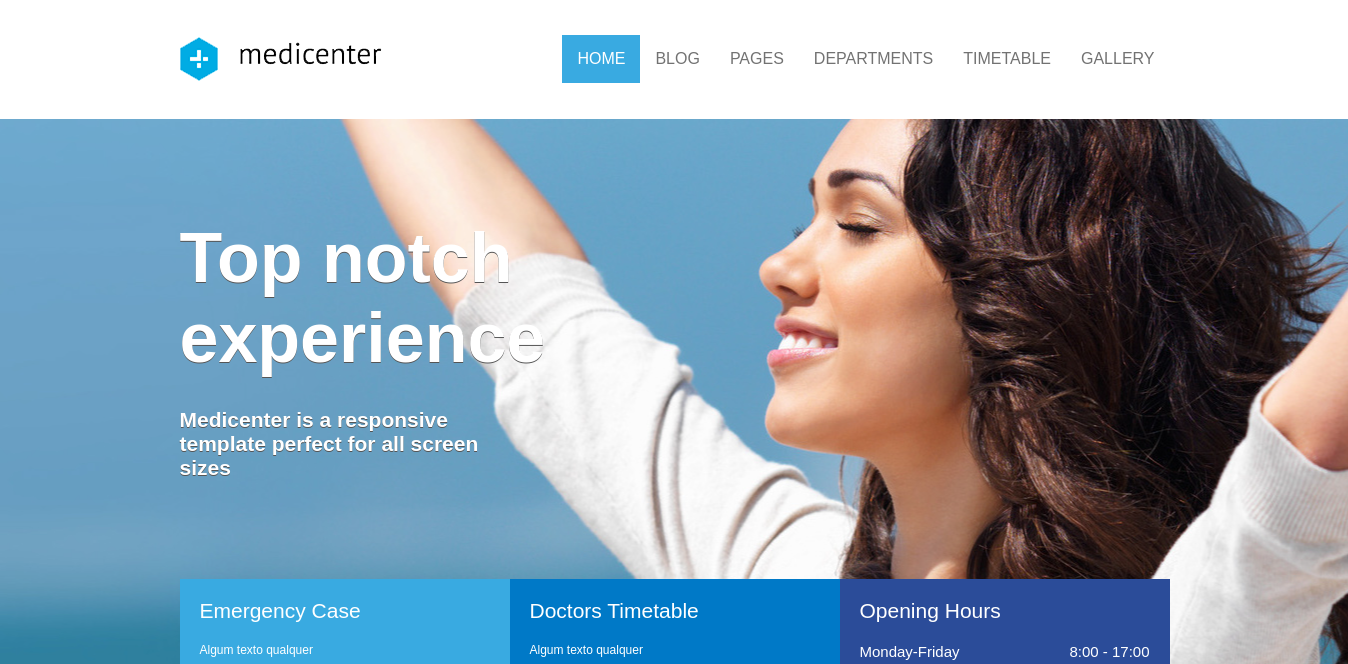 medicenter
HOME BLOG PAGES DEPARTMENTS TIMETABLE GALLERY
Top notch
experience
Medicenter is a responsive
template perfect for all screen
sizes
Emergency Case
Algum texto qualquer
Doctors Timetable
Algum texto qualquer
Opening Hours
Monday-Friday 8:00 - 17:00